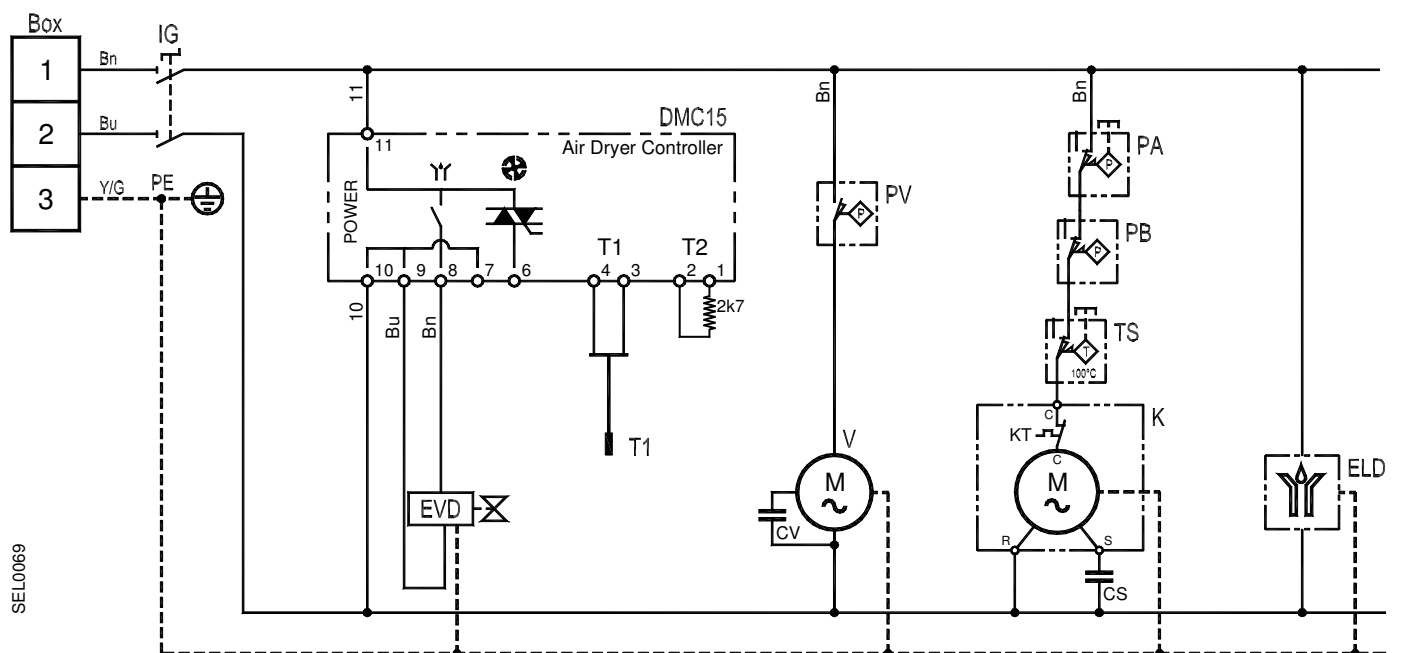 Box
IG
1
Bn
2
Bu
3
Y/G
PE
11
DMC15
11
Air Dryer Controller
POWER
T1
T2
10
9
8
7
6
4
3
2
1
10
Bu
Bn
2k7
T1
EVD
Bn
PV
P
V
M
CV
Bn
PA
P
PB
P
TS
T
100°C
C
K
KT
C
M
R
S
CS
ELD
SEL0069